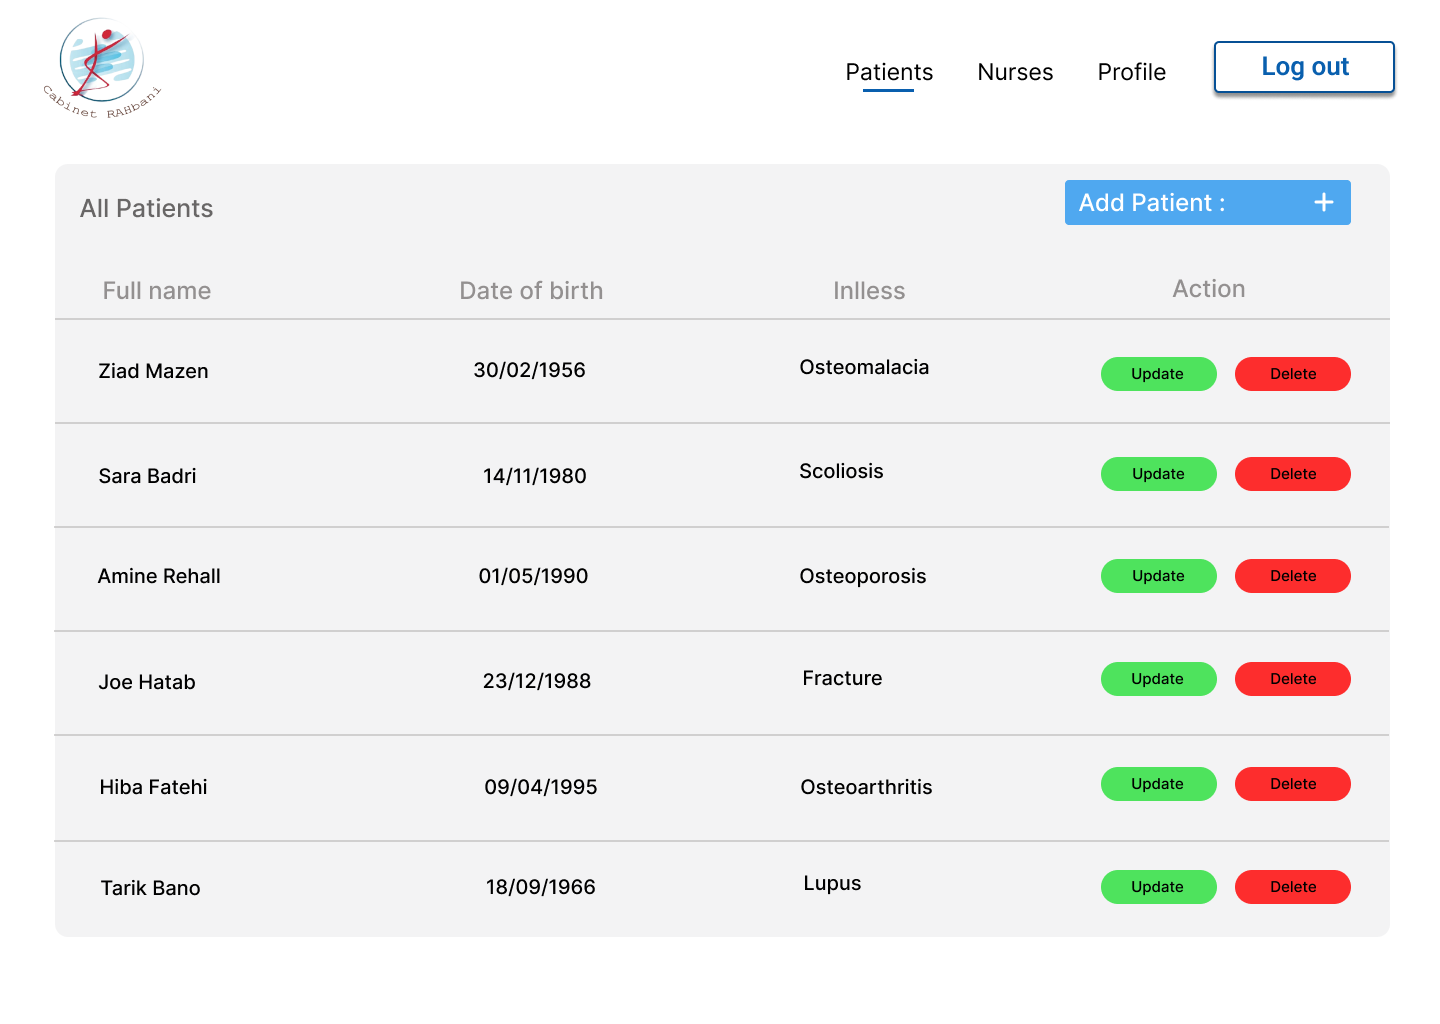 Cabinet RAHbani
Patients Nurses Profile Log out
All Patients Add Patient : +
Full name Date of birth Inlless Action
Ziad Mazen 30/02/1956 Osteomalacia Update Delete
Sara Badri 14/11/1980 Scoliosis Update Delete
Amine Rehall 01/05/1990 Osteoporosis Update Delete
Joe Hatab 23/12/1988 Fracture Update Delete
Hiba Fatehi 09/04/1995 Osteoarthritis Update Delete
Tarik Bano 18/09/1966 Lupus Update Delete